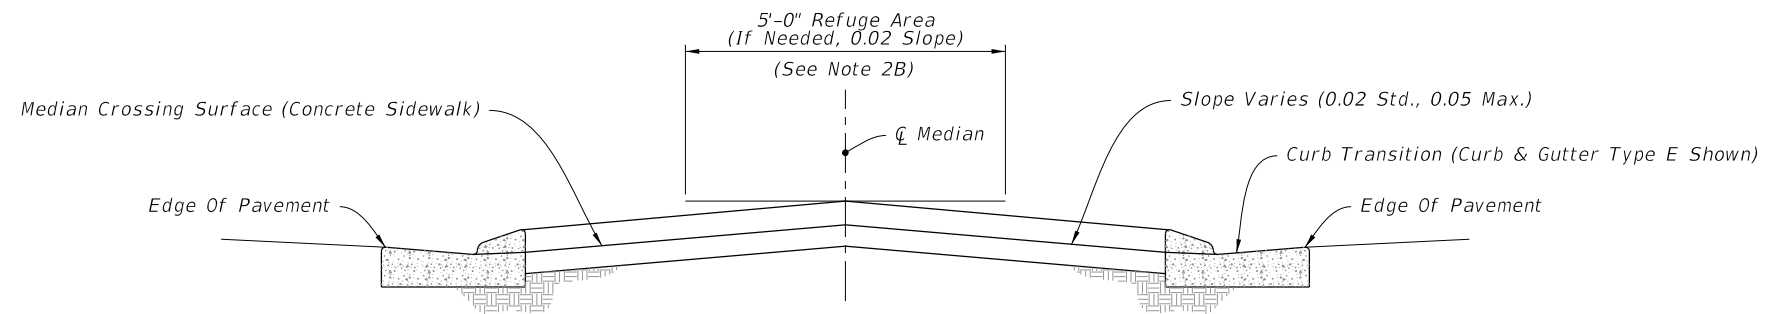 5'-0" Refuge Area
(If Needed, 0.02 Slope)
(See Note 2B)
Median Crossing Surface (Concrete Sidewalk)
Slope Varies (0.02 Std., 0.05 Max.)
℄ Median
Curb Transition (Curb & Gutter Type E Shown)
Edge Of Pavement
Edge Of Pavement